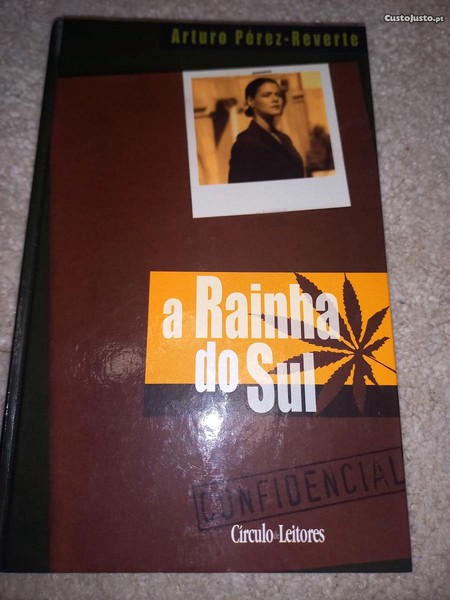 CustoJusto.pt
Arturo Pérez-Reverte
a Rainha
do Sul
CONFIDENCIAL
Círculo de Leitores